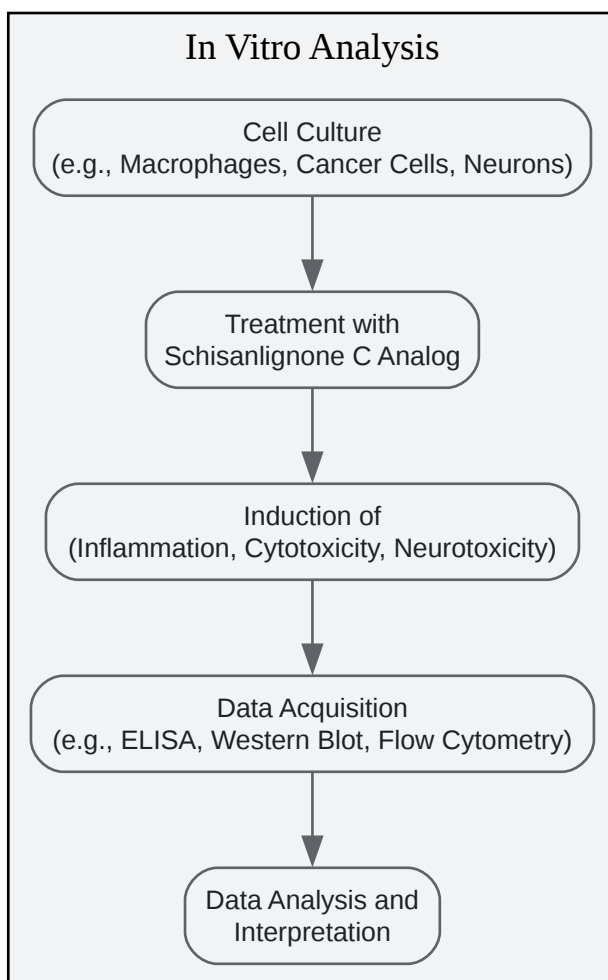 In Vitro Analysis
Cell Culture
(e.g., Macrophages, Cancer Cells, Neurons)
Treatment with
Schisanlignone C Analog
Induction of
(Inflammation, Cytotoxicity, Neurotoxicity)
Data Acquisition
(e.g., ELISA, Western Blot, Flow Cytometry)
Data Analysis and
Interpretation